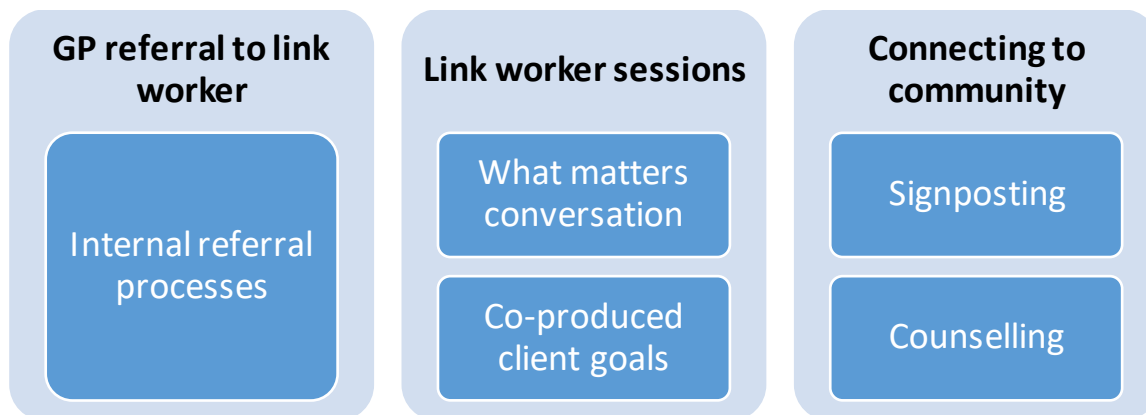 GP referral to link
worker
Internal referral
processes
Link worker sessions
What matters
conversation
Co-produced
client goals
Connecting to
community
Signposting
Counselling